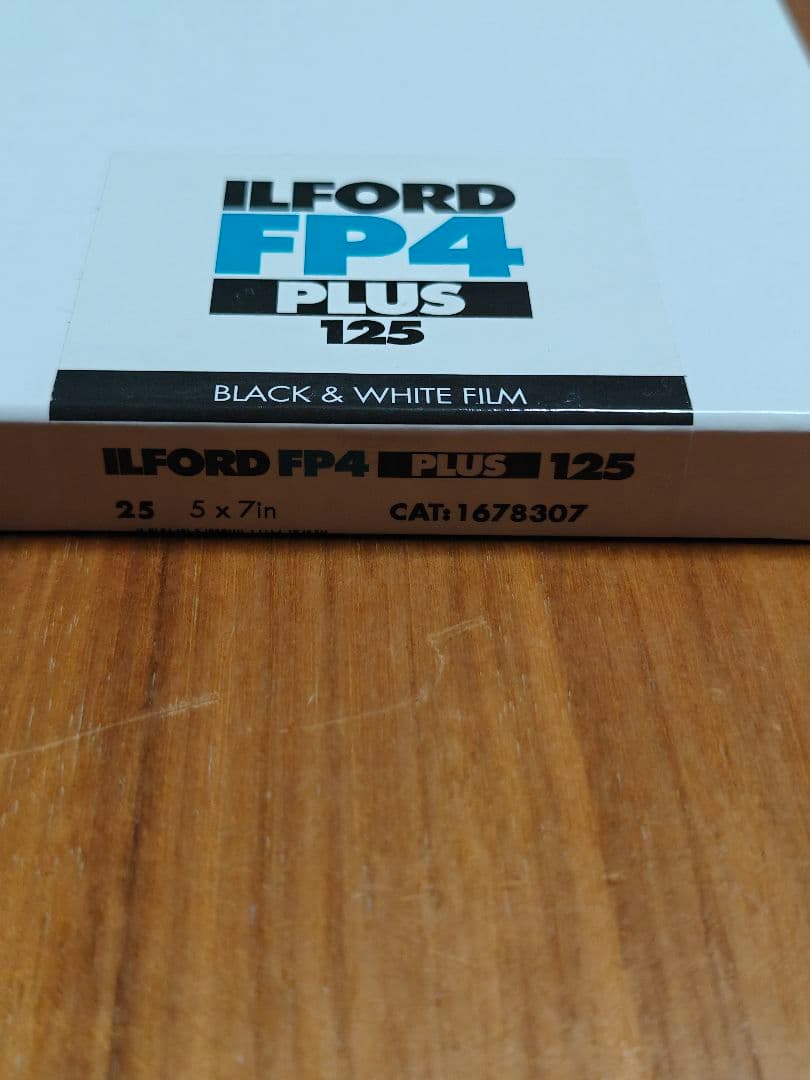 ILFORD
FP4
PLUS
125
BLACK & WHITE FILM
ILFORD FP4 PLUS 125
25 5 x 7in CAT: 1678307